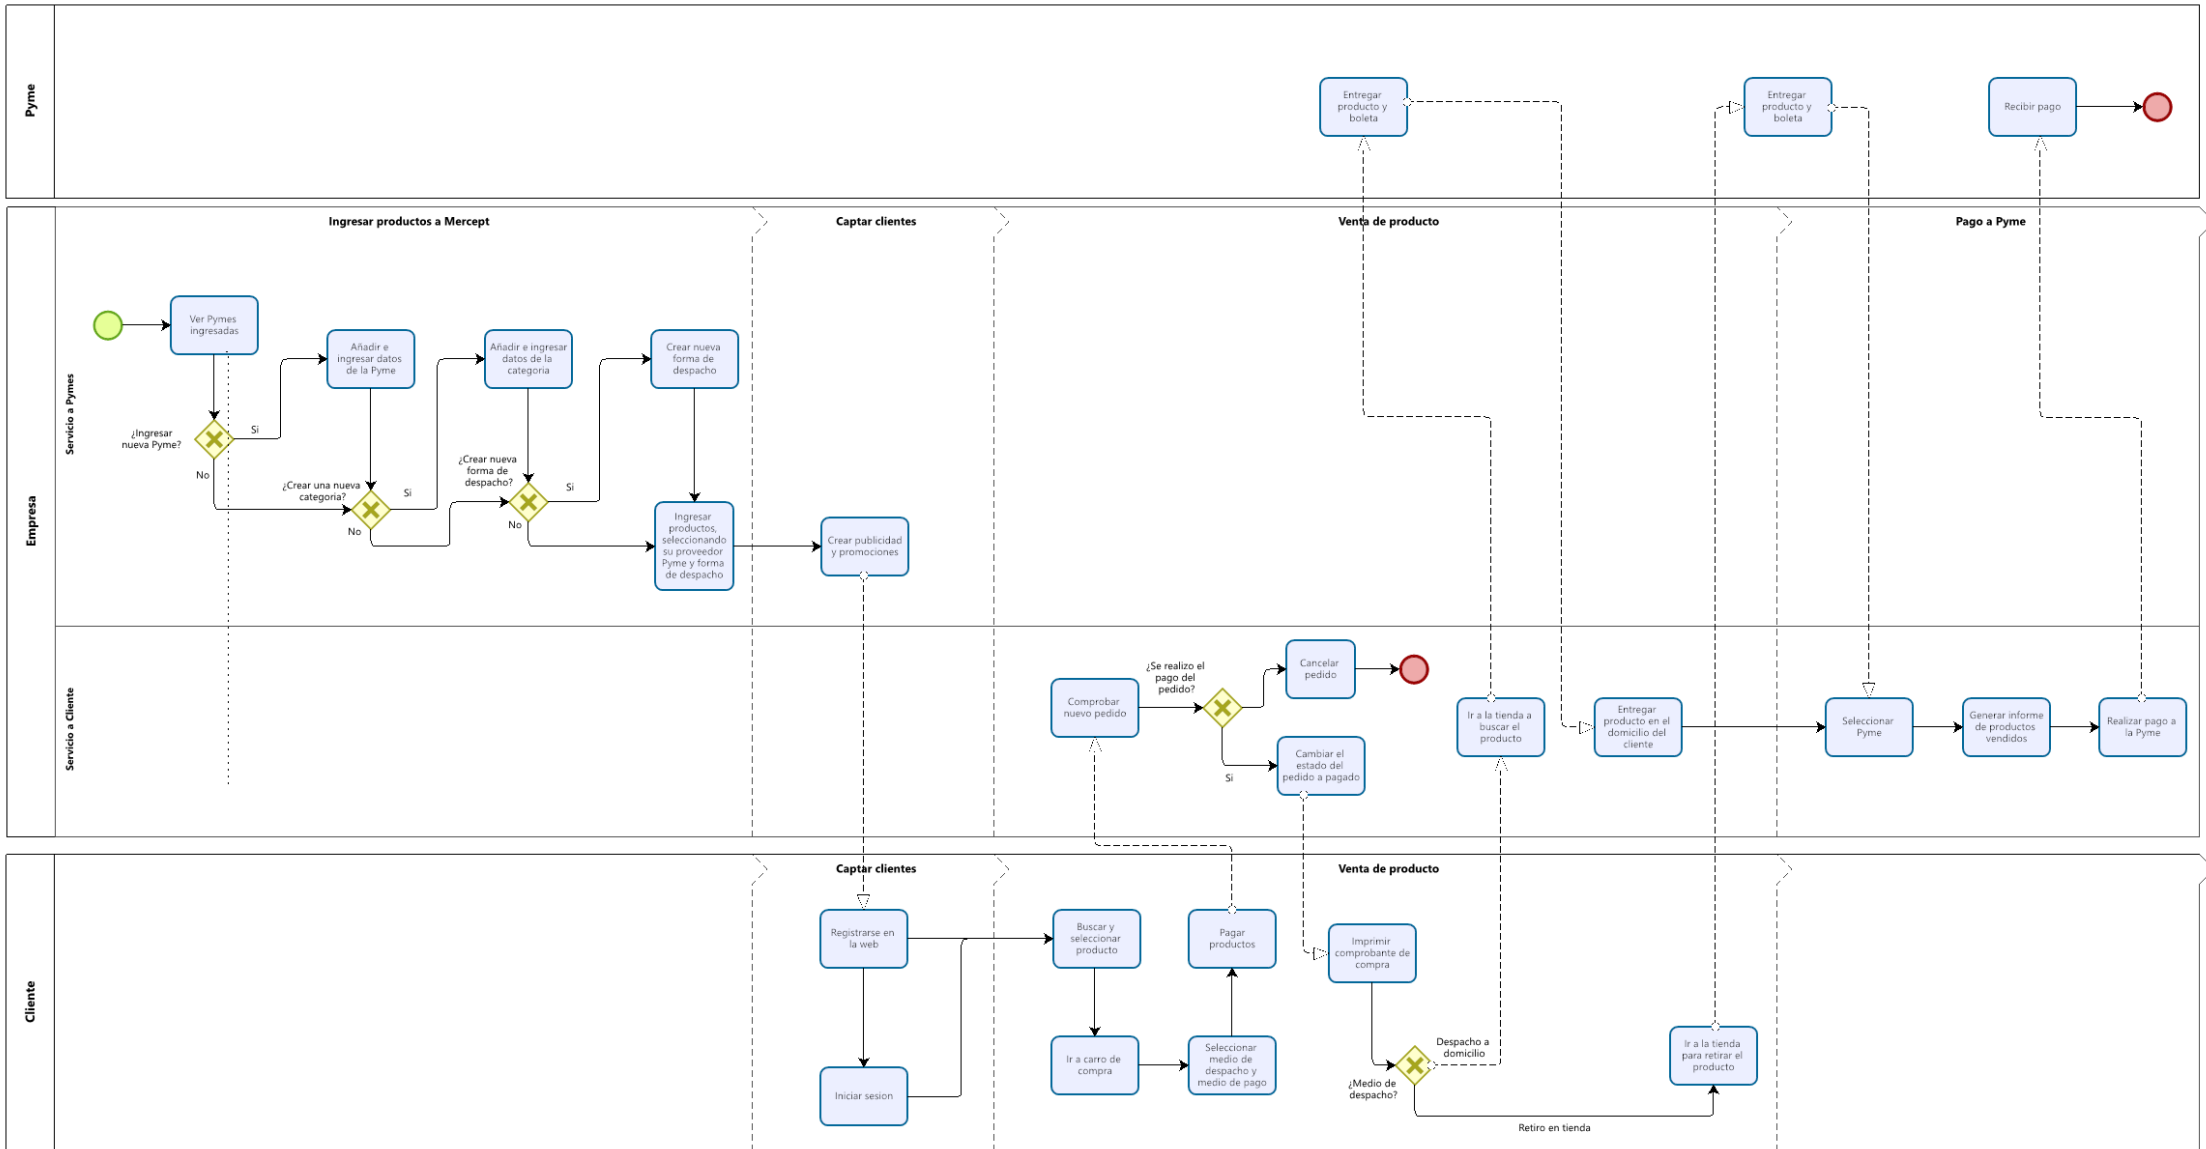 Pyme
Entregar
producto y
boleta
Entregar
producto y
boleta
Recibir pago
Empresa
Ingresar productos a Mercept
Captar clientes
Venta de producto
Pago a Pyme
Servicio a Pymes
Ver Pymes
ingresadas
Añadir e
ingresar datos
de la Pyme
Añadir e ingresar
datos de la
categoria
Crear nueva
forma de
despacho
¿Ingresar
nueva Pyme?
Si
No
¿Crear una nueva
categoria?
Si
No
¿Crear nueva
forma de
despacho?
Si
No
Ingresar
productos,
seleccionando
su proveedor
Pyme y forma
de despacho
Crear publicidad
y promociones
Servicio a Cliente
Comprobar
nuevo pedido
¿Se realizo el
pago del
pedido?
Si
Cancelar
pedido
Cambiar el
estado del
pedido a pagado
Ir a la tienda a
buscar el
producto
Entregar
producto en el
domicilio del
cliente
Seleccionar
Pyme
Generar informe
de productos
vendidos
Realizar pago a
la Pyme
Cliente
Captar clientes
Venta de producto
Registrarse en
la web
Iniciar sesion
Buscar y
seleccionar
producto
Ir a carro de
compra
Pagar
productos
Seleccionar
medio de
despacho y
medio de pago
Imprimir
comprobante de
compra
¿Medio de
despacho?
Despacho a
domicilio
Retiro en tienda
Ir a la tienda
para retirar el
producto